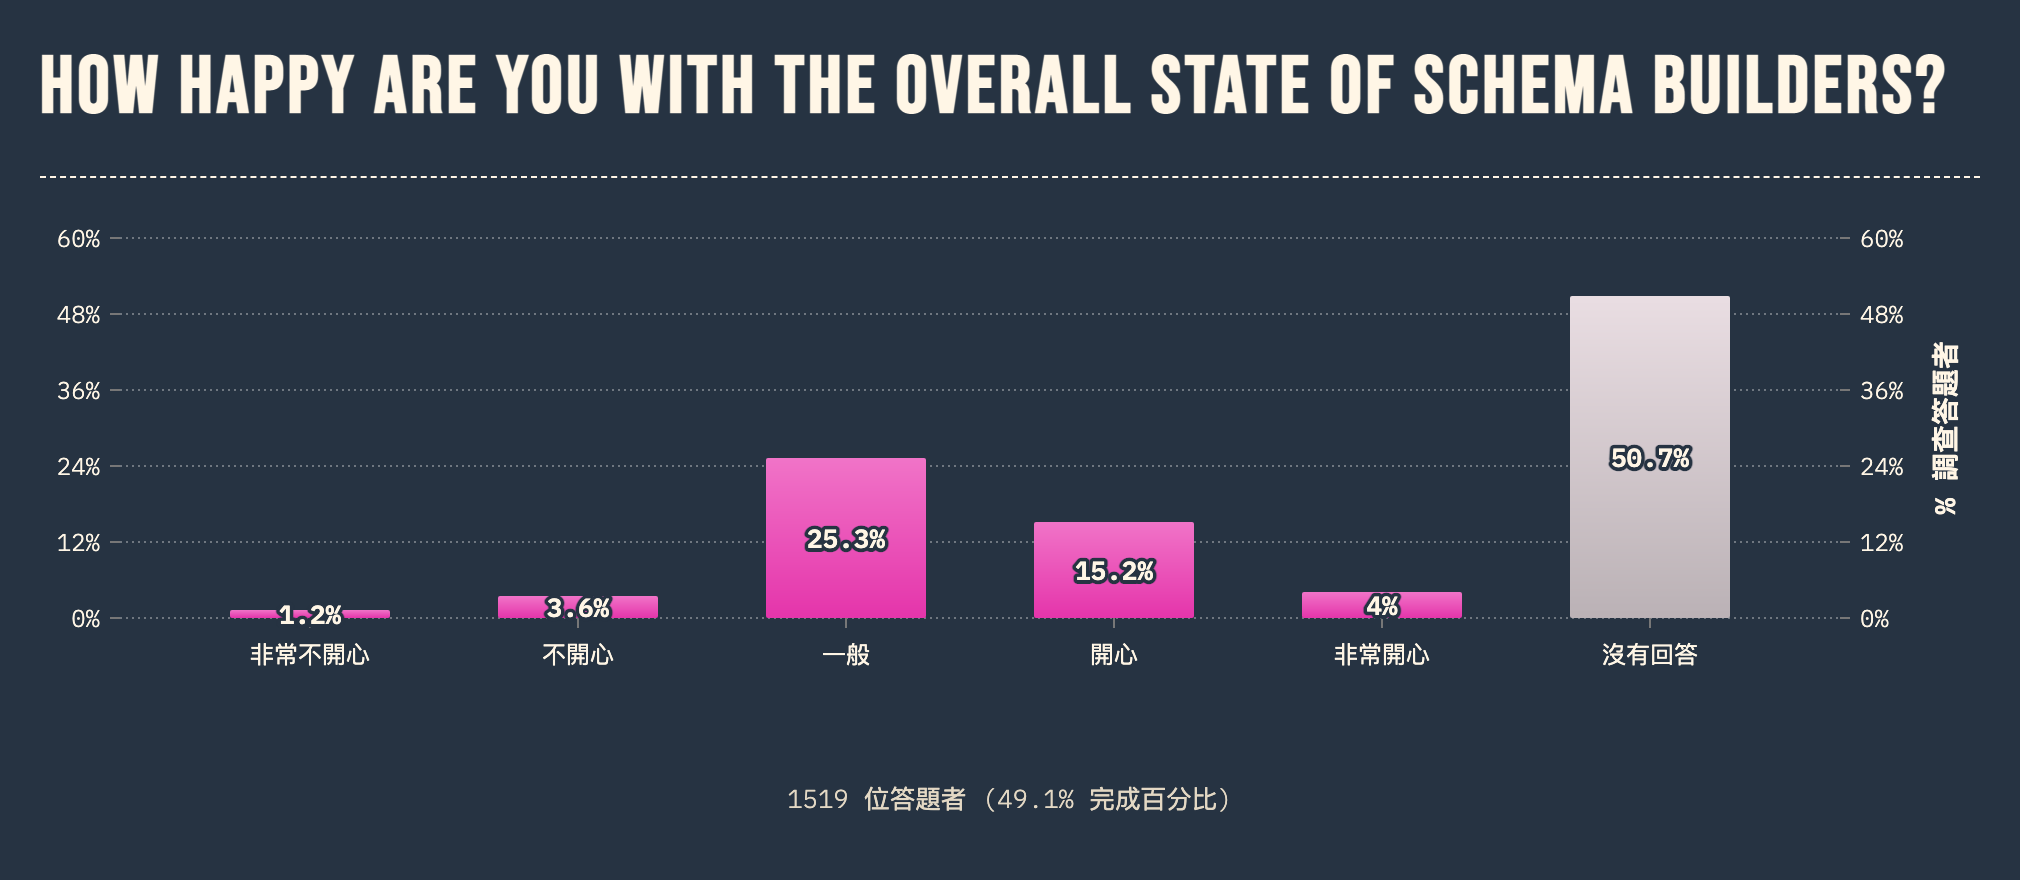 HOW HAPPY ARE YOU WITH THE OVERALL STATE OF SCHEMA BUILDERS?
60% 60%
48% 48%
36% 36%
24% 24%
12% 12%
0% 0%
% 調查答題者
1.2% 3.6% 25.3% 15.2% 4% 50.7%
非常不開心 不開心 一般 開心 非常開心 沒有回答
1519 位答題者 (49.1% 完成百分比)